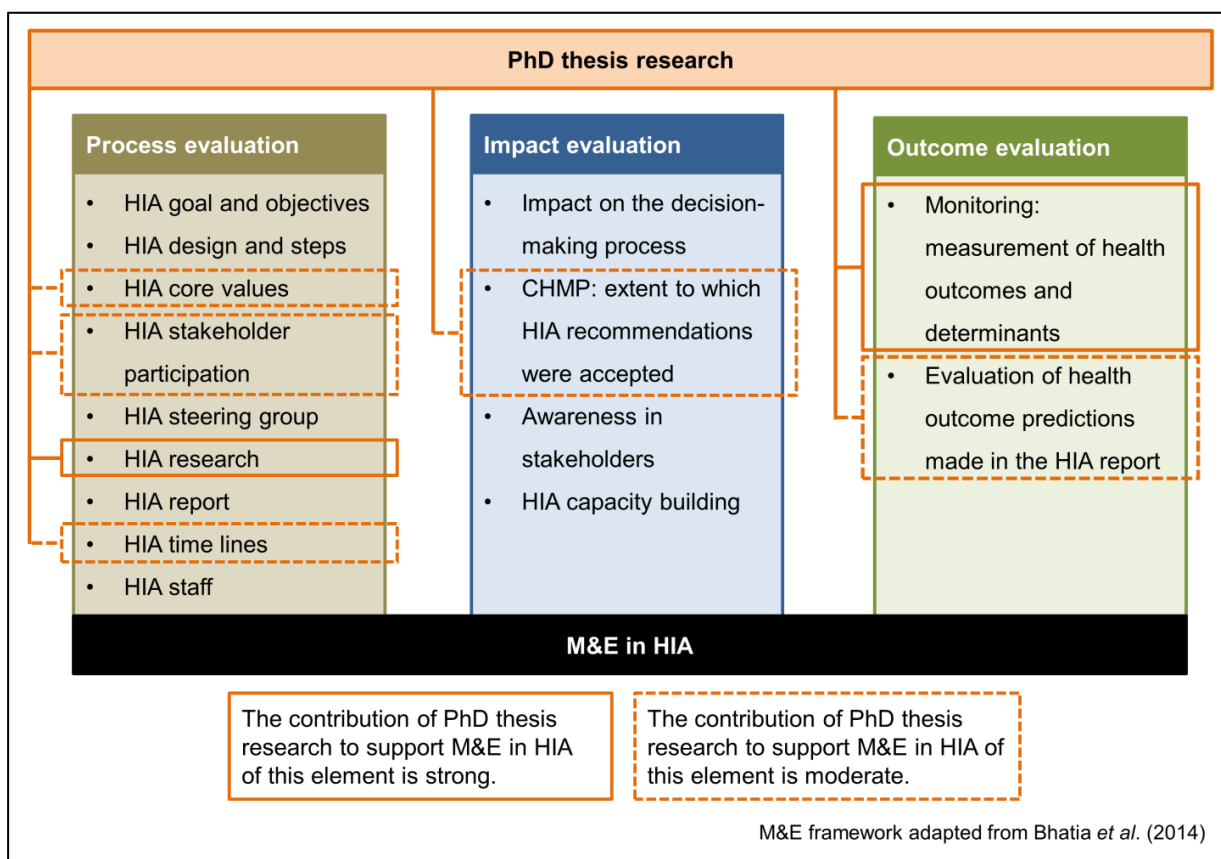 PhD thesis research
Process evaluation
• HIA goal and objectives
• HIA design and steps
• HIA core values
• HIA stakeholder
participation
• HIA steering group
• HIA research
• HIA report
• HIA time lines
• HIA staff
Impact evaluation
• Impact on the decision-
making process
• CHMP: extent to which
HIA recommendations
were accepted
• Awareness in
stakeholders
• HIA capacity building
Outcome evaluation
• Monitoring:
measurement of health
outcomes and
determinants
• Evaluation of health
outcome predictions
made in the HIA report
M&E in HIA
The contribution of PhD thesis
research to support M&E in HIA
of this element is strong.
The contribution of PhD thesis
research to support M&E in HIA of
this element is moderate.
M&E framework adapted from Bhatia et al. (2014)